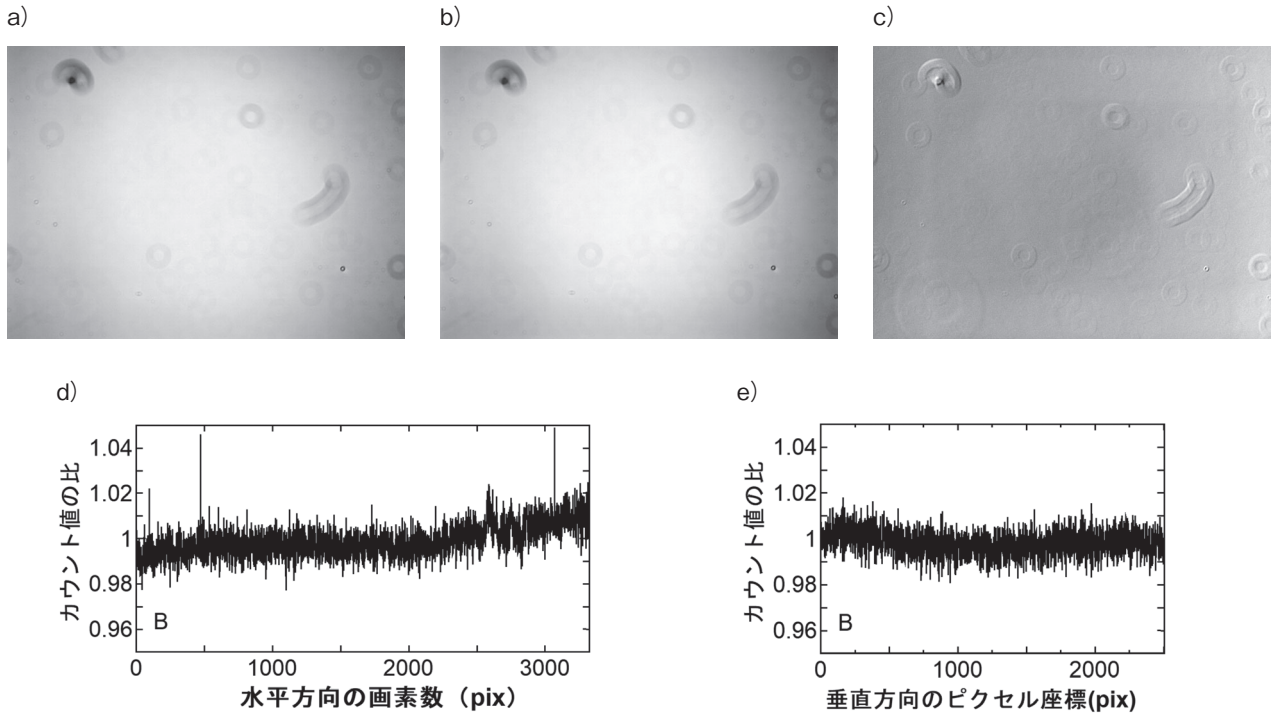 a)
b)
c)
d)
e)
カウント値の比
1.04
1.02
1
0.98
0.96
B
0
1000
2000
3000
水平方向の画素数（pix）
カウント値の比
1.04
1.02
1
0.98
0.96
B
0
1000
2000
垂直方向のピクセル座標(pix)